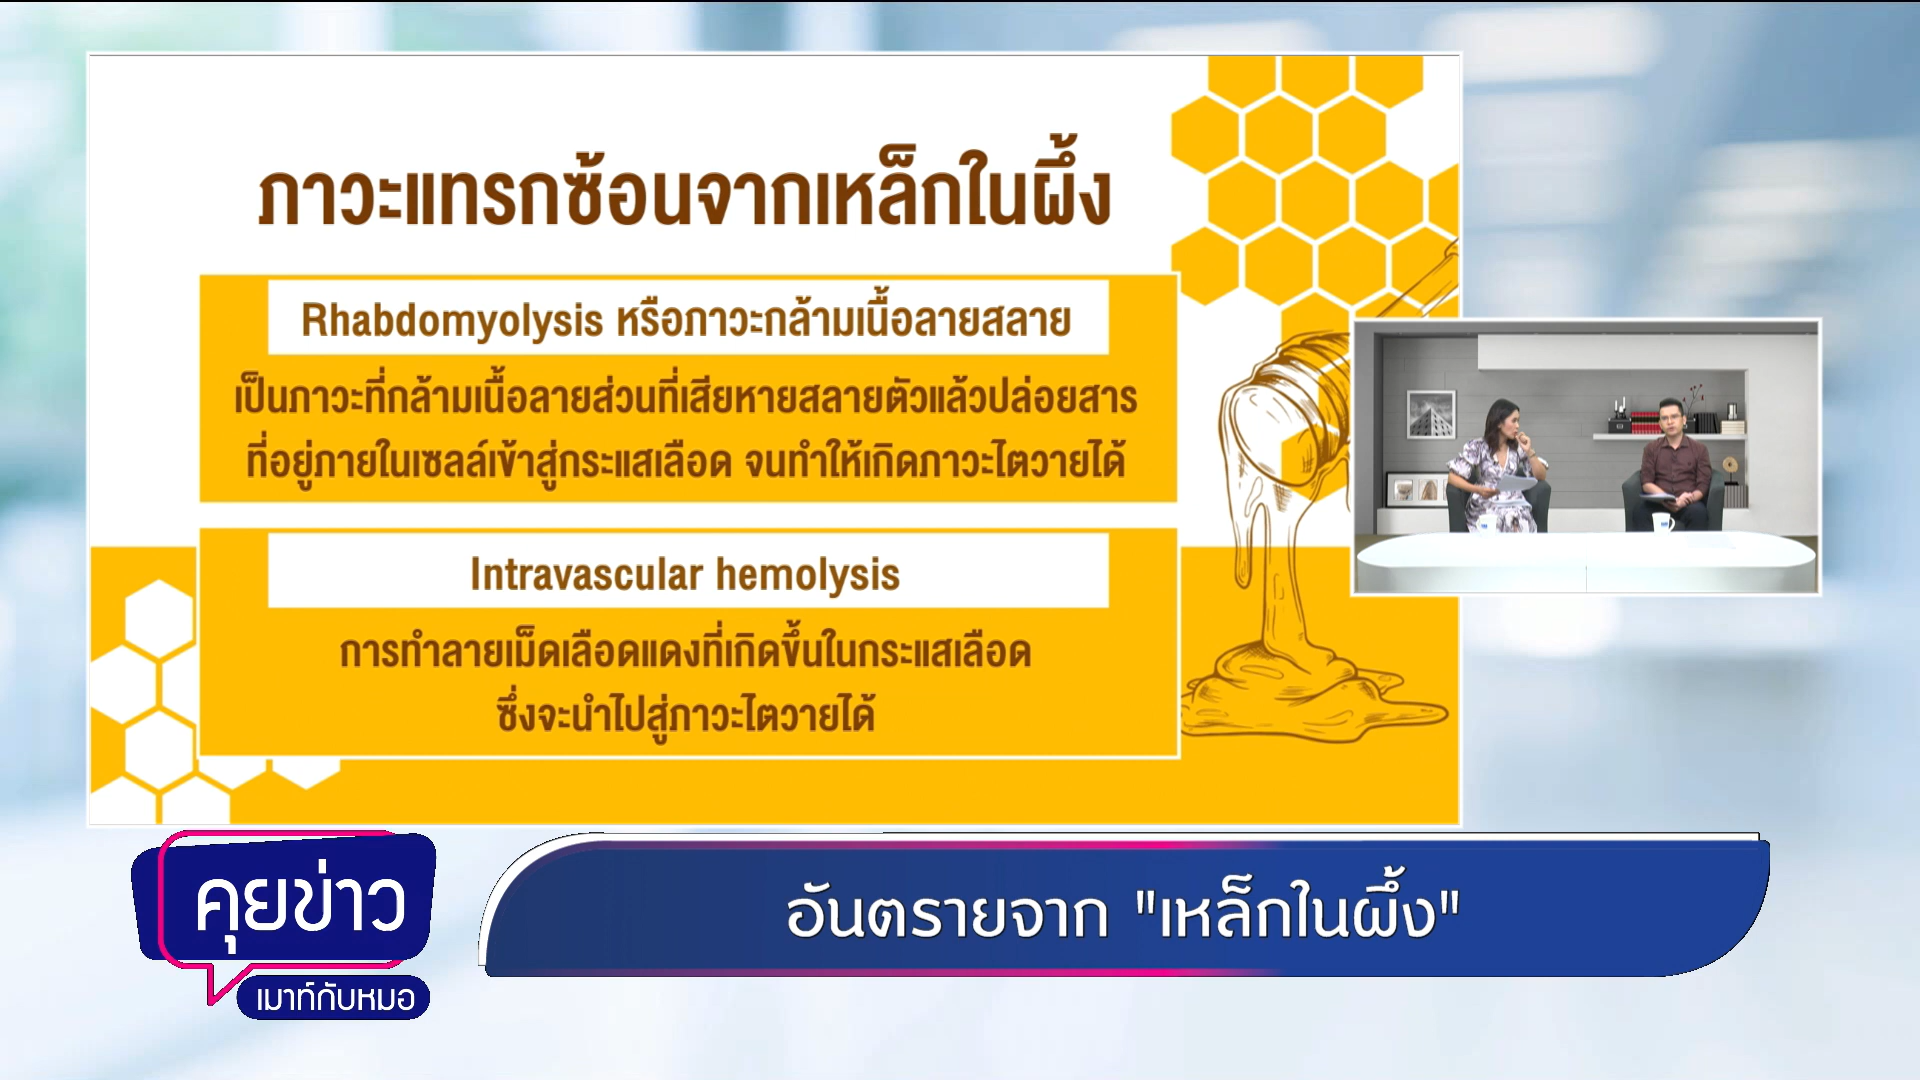 ภาวะแทรกซ้อนจากเหล็กในผึ้ง
Rhabdomyolysis หรือภาวะกล้ามเนื้อลายสลาย
เป็นภาวะที่กล้ามเนื้อลายส่วนที่เสียหายสลายตัวแล้วปล่อยสาร
ที่อยู่ภายในเซลล์เข้าสู่กระแสเลือด จนทำให้เกิดภาวะไตวายได้
Intravascular hemolysis
การทำลายเม็ดเลือดแดงที่เกิดขึ้นในกระแสเลือด
ซึ่งจะนำไปสู่ภาวะไตวายได้
คุยข่าว
เมาท์กับหมอ
อันตรายจาก "เหล็กในผึ้ง"